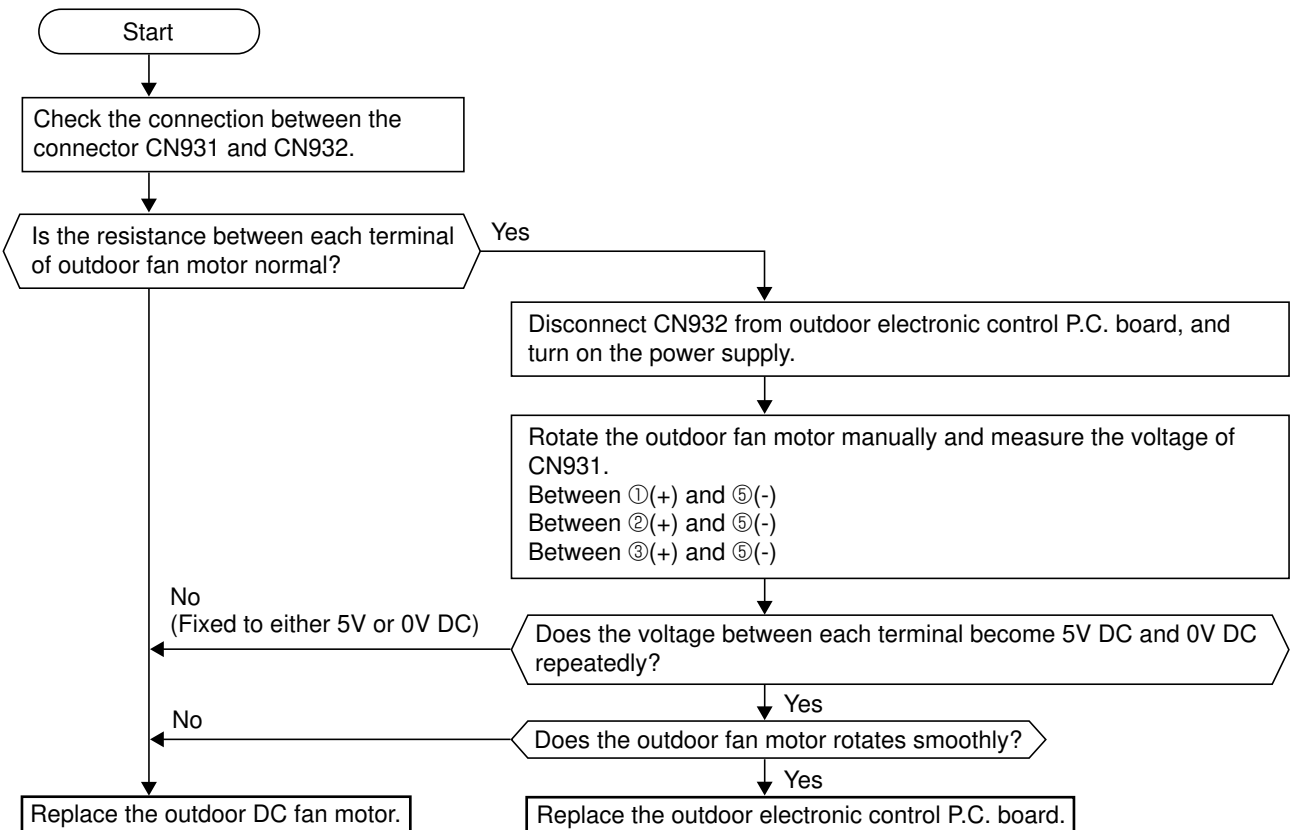 Start
Check the connection between the
connector CN931 and CN932.
Is the resistance between each terminal
of outdoor fan motor normal?
Yes
Disconnect CN932 from outdoor electronic control P.C. board, and
turn on the power supply.
Rotate the outdoor fan motor manually and measure the voltage of
CN931.
Between ①(+) and ⑤(-)
Between ②(+) and ⑤(-)
Between ③(+) and ⑤(-)
No
(Fixed to either 5V or 0V DC)
Does the voltage between each terminal become 5V DC and 0V DC
repeatedly?
Yes
No
Does the outdoor fan motor rotates smoothly?
Yes
Replace the outdoor DC fan motor.
Replace the outdoor electronic control P.C. board.